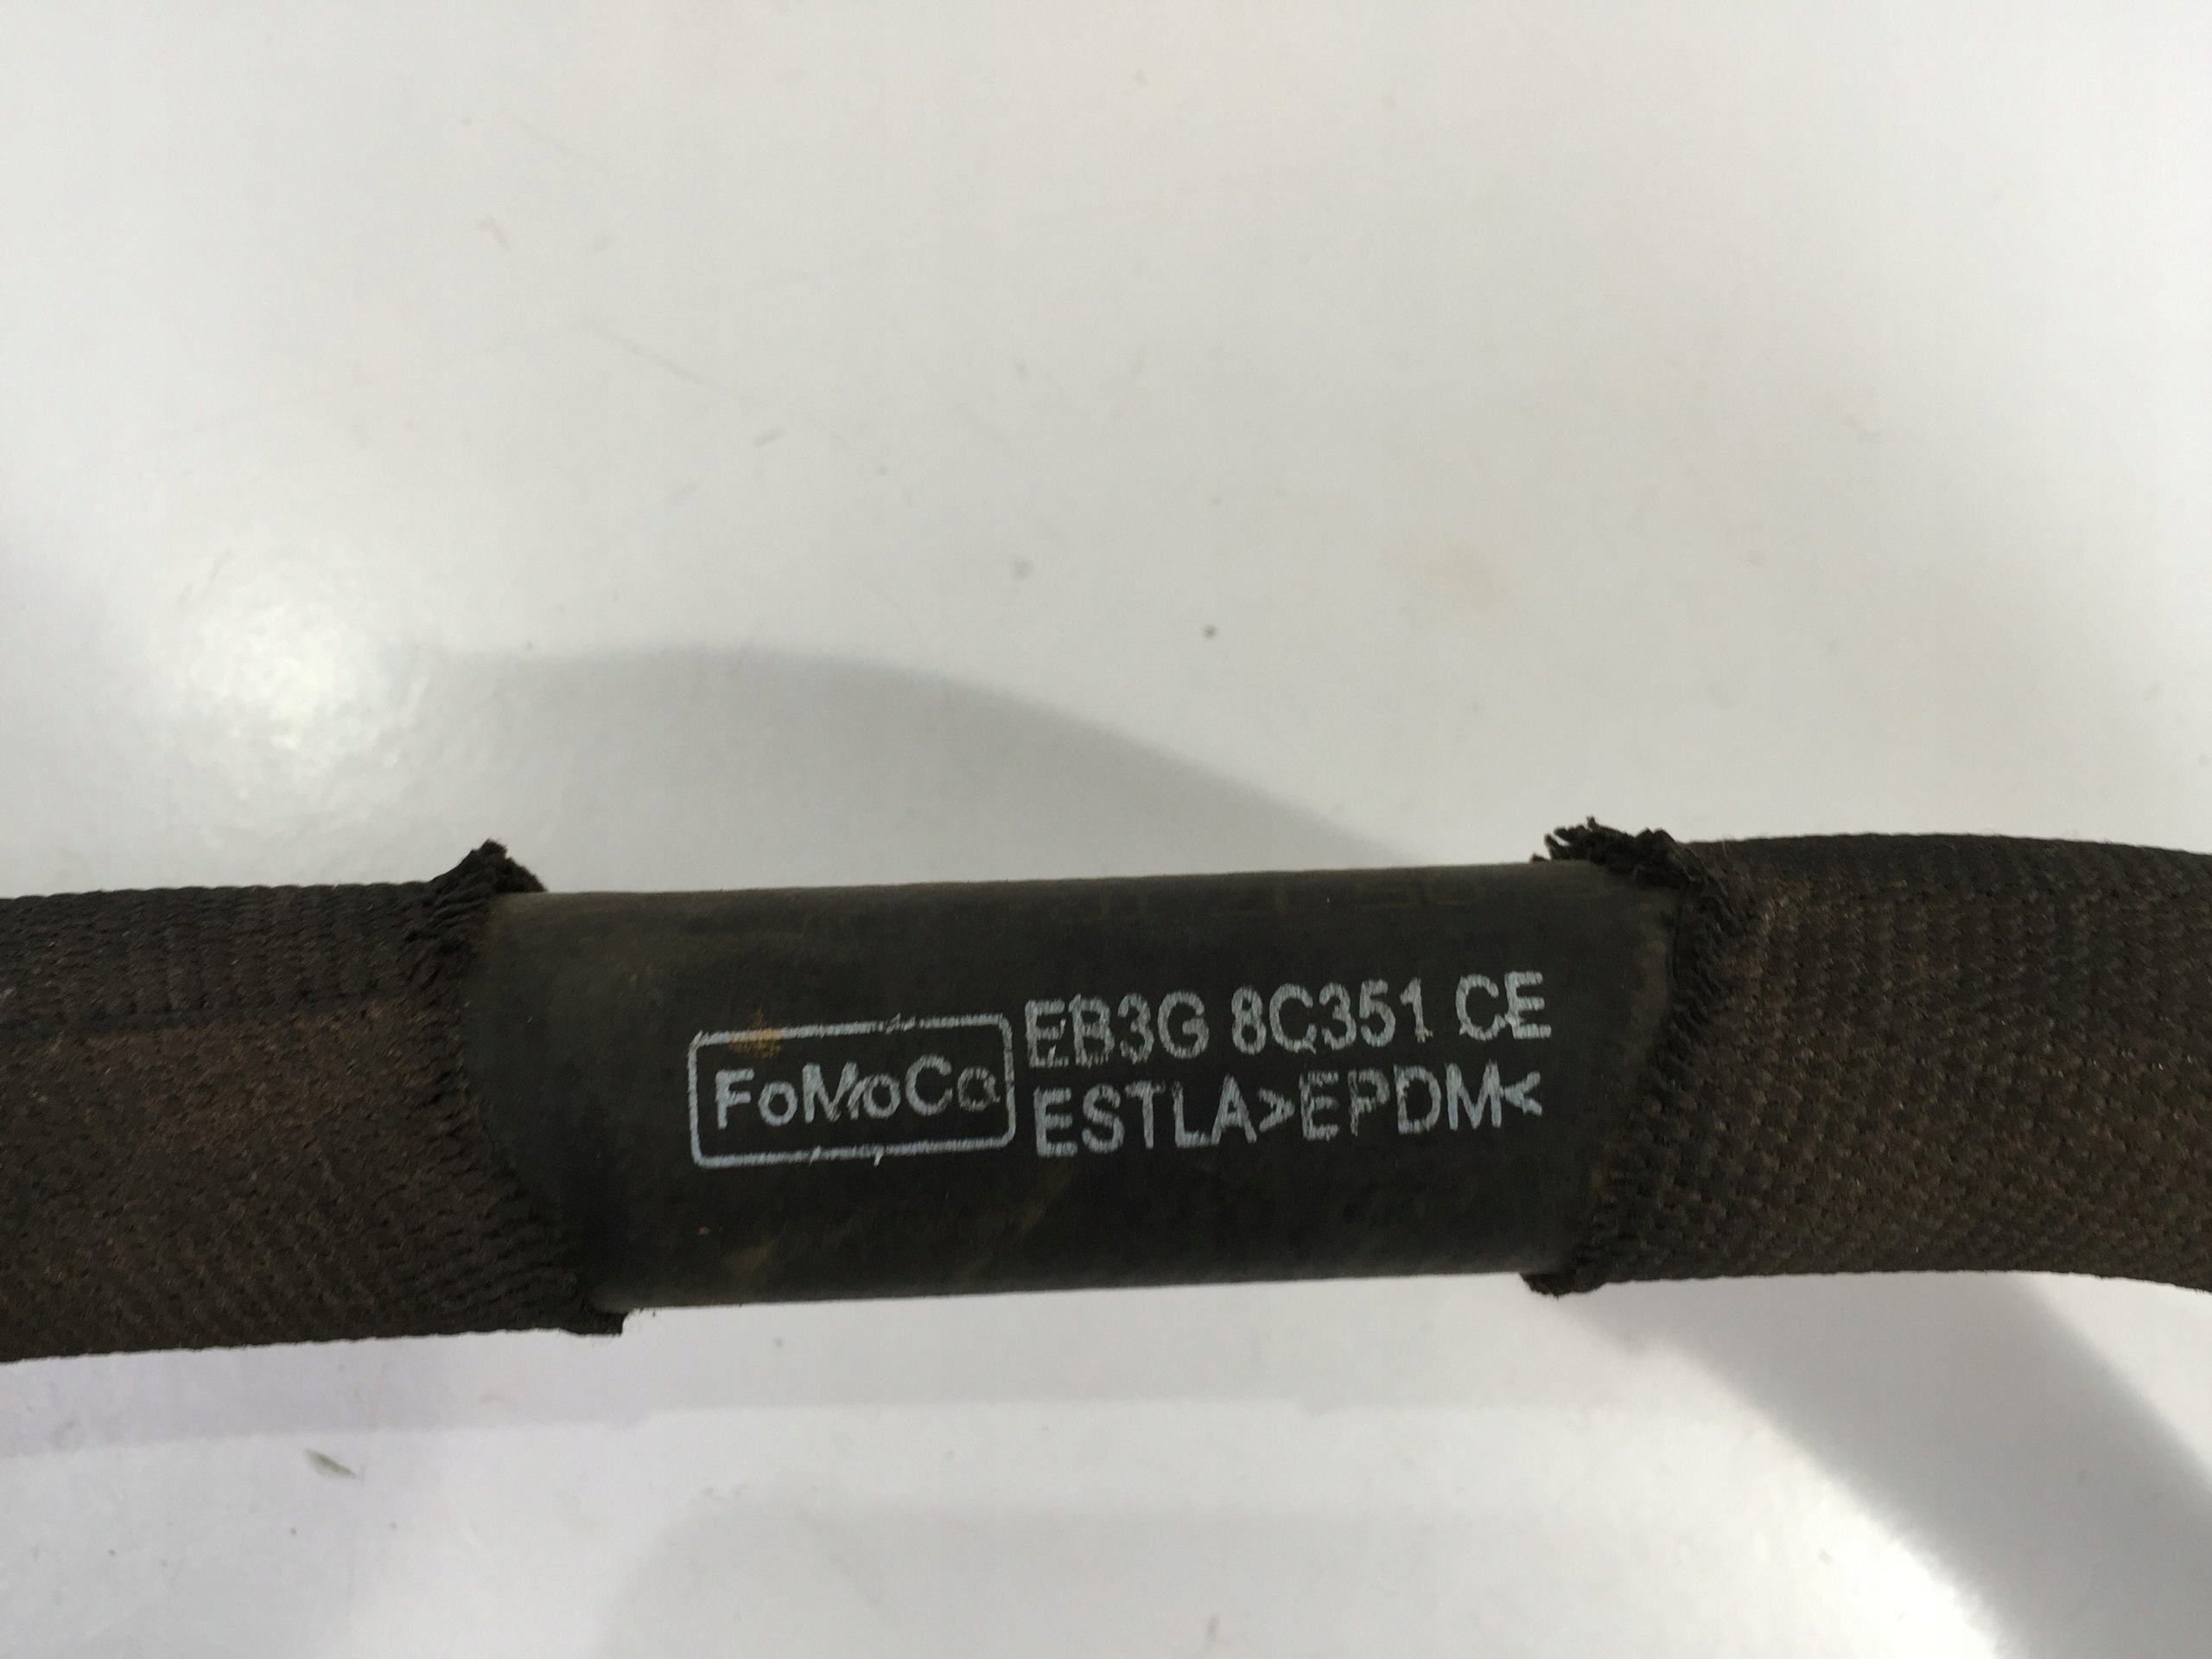 FoMoCo
EB3G 8C351 CE
ESTLA>EPDM<